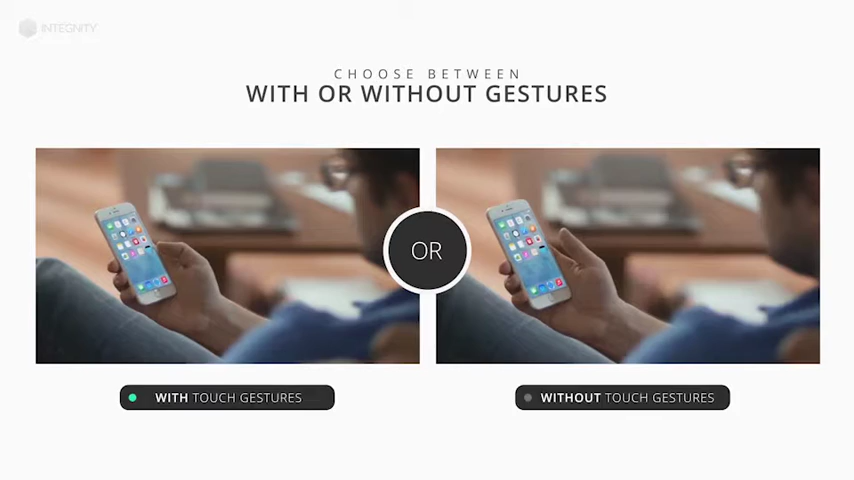 INTEGNITY
CHOOSE BETWEEN
WITH OR WITHOUT GESTURES
OR
WITH TOUCH GESTURES
WITHOUT TOUCH GESTURES